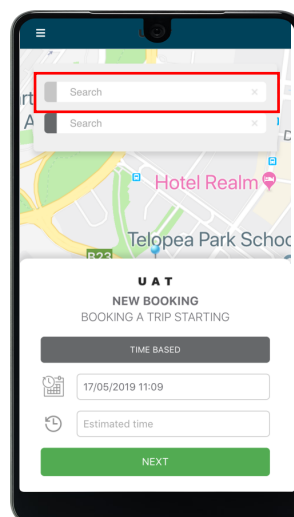 Search ×
Search ×
Hotel Realm
Telopea Park Schoo
B23
UAT
NEW BOOKING
BOOKING A TRIP STARTING
TIME BASED
17/05/2019 11:09
Estimated time
NEXT